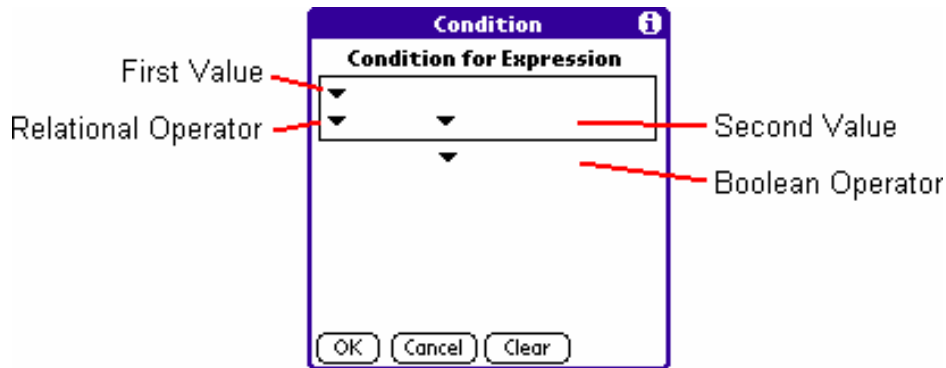 Condition i
Condition for Expression
First Value
Relational Operator
Second Value
Boolean Operator
OK Cancel Clear